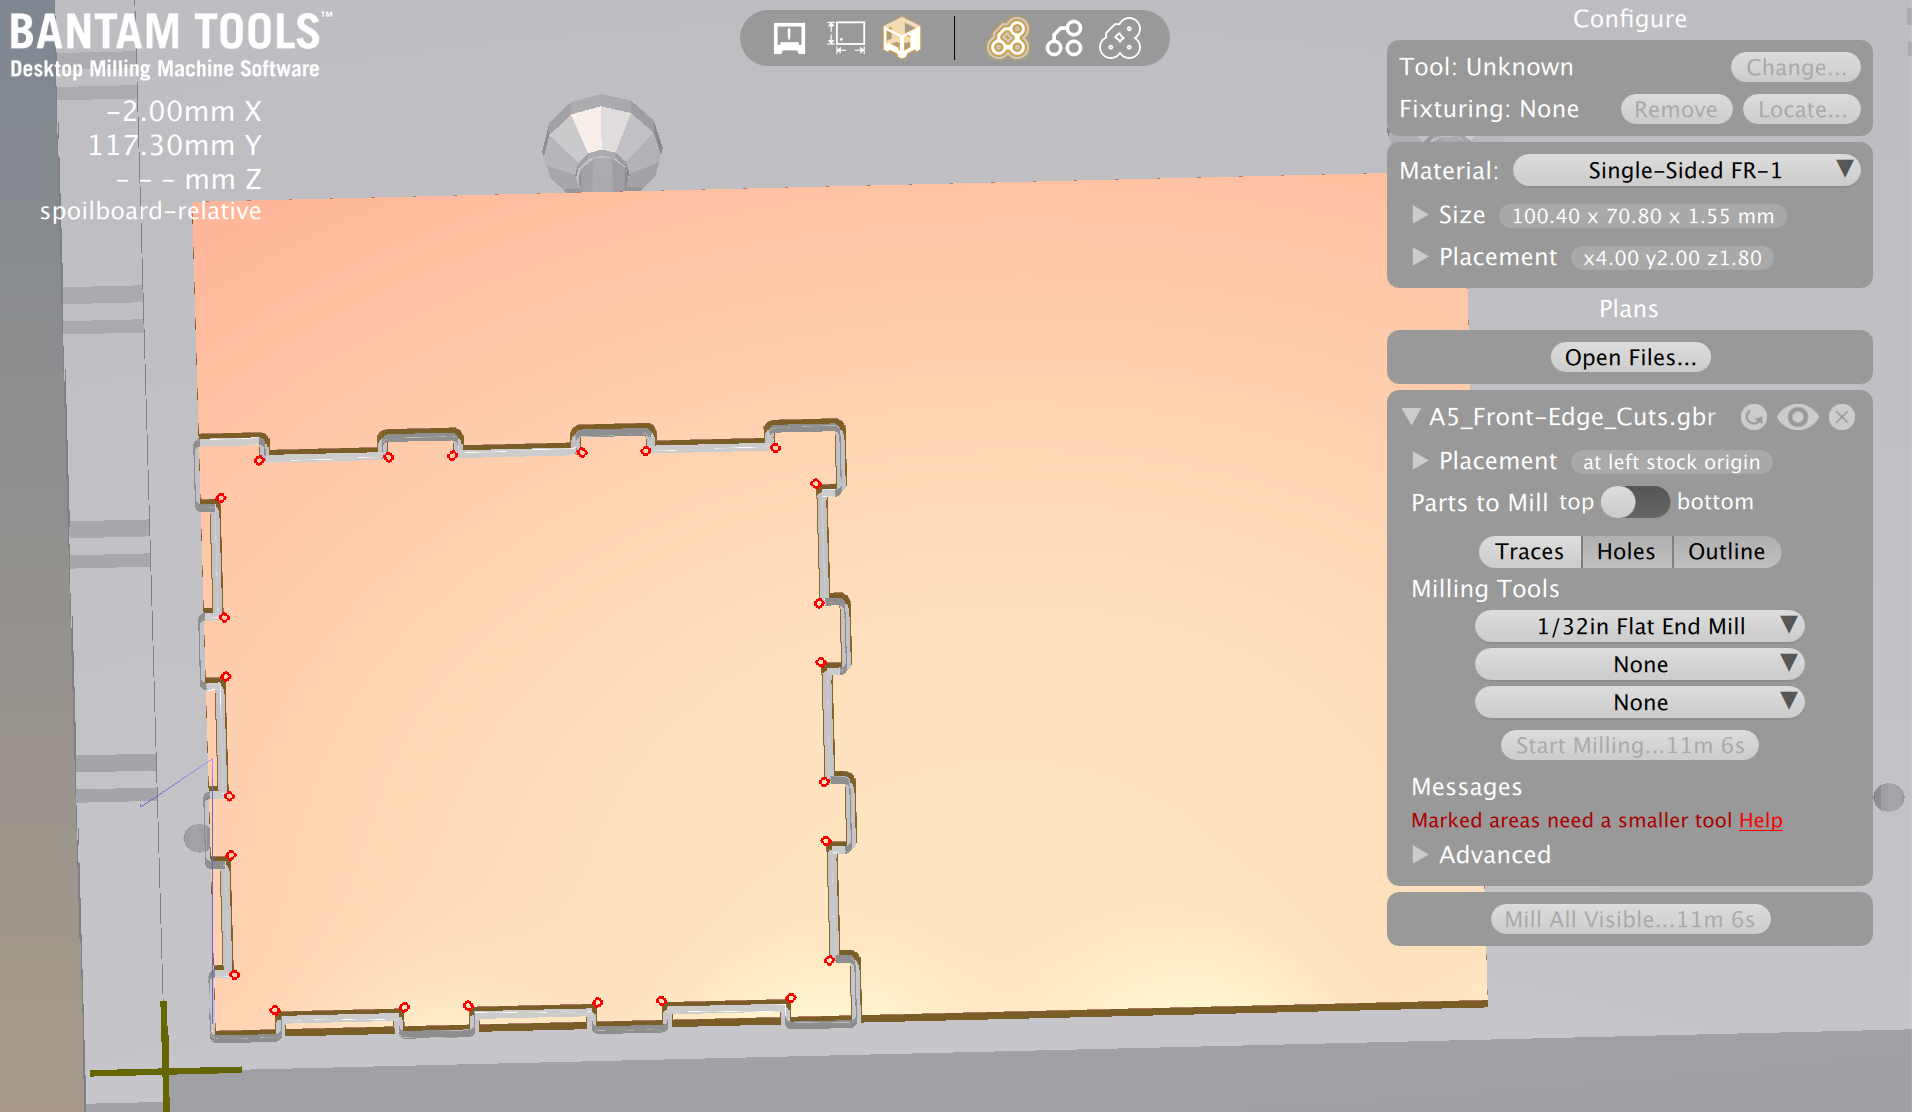 BANTAM TOOLS™
Desktop Milling Machine Software
-2.00mm X
117.30mm Y
- - - mm Z
spoilboard-relative
Configure
Tool: Unknown Change...
Fixturing: None Remove Locate...
Material: Single-Sided FR-1
Size 100.40 x 70.80 x 1.55 mm
Placement x4.00 y2.00 z1.80
Plans
Open Files...
A5_Front-Edge_Cuts.gbr
Placement at left stock origin
Parts to Mill top bottom
Traces Holes Outline
Milling Tools
1/32in Flat End Mill
None
None
Start Milling...11m 6s
Messages
Marked areas need a smaller tool Help
Advanced
Mill All Visible...11m 6s